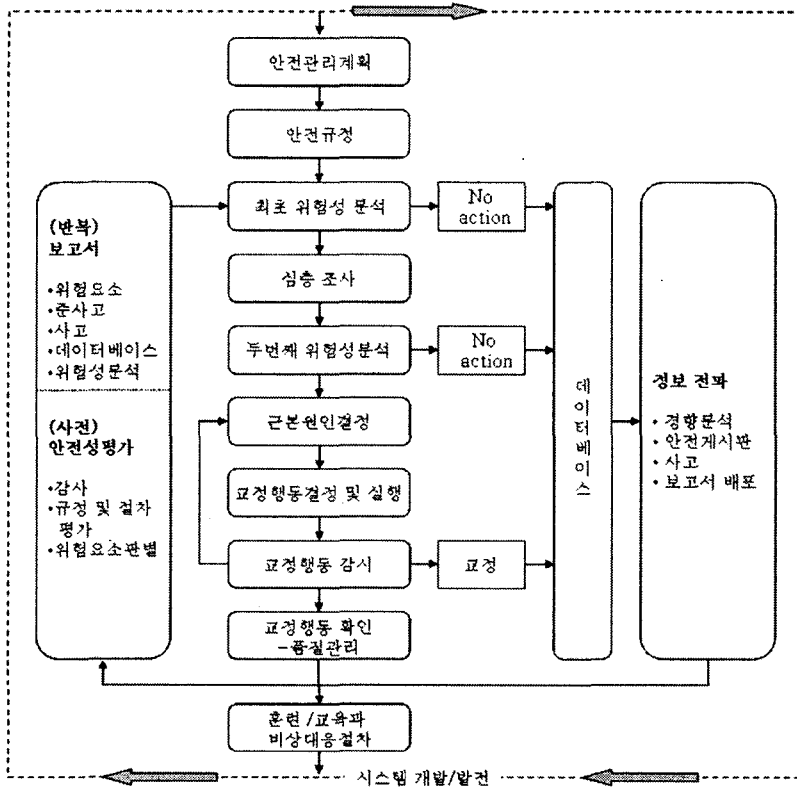 안전관리계획
안전규정
최초 위험성 분석
No
action
심층 조사
두번째 위험성분석
No
action
근본원인결정
교정행동결정 및 실행
교정행동 감시
교정
교정행동 확인
-품질관리
훈련/교육과
비상대응절차
(반복)
보고서
•위험요소
•준사고
•사고
•데이터베이스
•위험성분석
(사전)
안전성평가
•감사
•규정 및 절차
평가
•위험요소판별
데이터베이스
경보 전파
• 경향분석
• 안전게시판
• 사고
• 보고서 배포
시스템 개발/발전